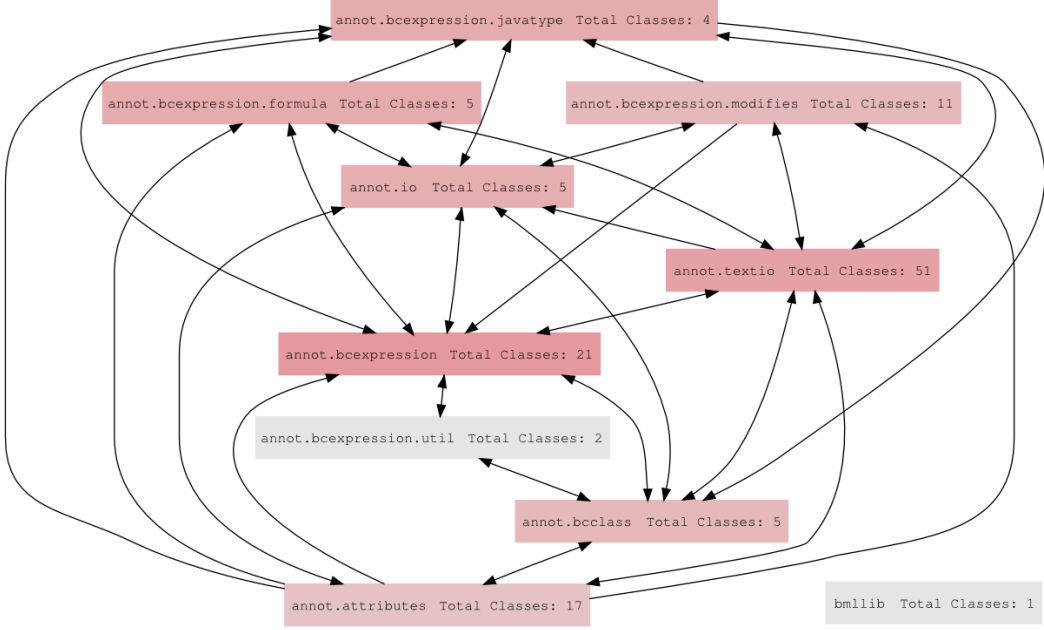 annot.bcexpression.javatype Total Classes: 4
annot.bcexpression.formula Total Classes: 5
annot.bcexpression.modifies Total Classes: 11
annot.io Total Classes: 5
annot.textio Total Classes: 51
annot.bcexpression Total Classes: 21
annot.bcexpression.util Total Classes: 2
annot.bcclass Total Classes: 5
annot.attributes Total Classes: 17
bmllib Total Classes: 1